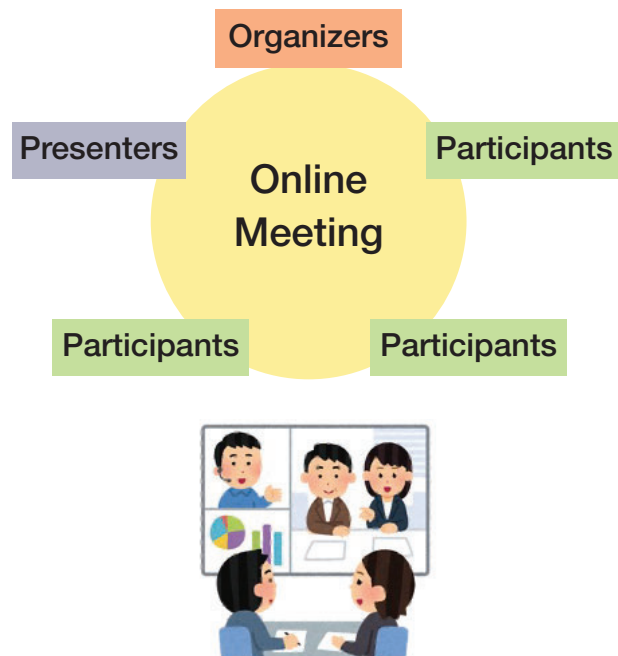 Organizers
Presenters
Participants
Online
Meeting
Participants
Participants